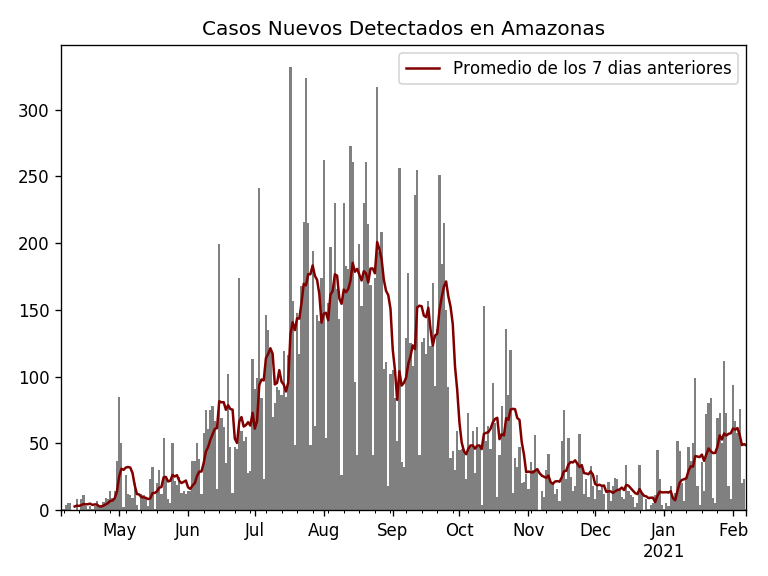 Casos Nuevos Detectados en Amazonas
Promedio de los 7 dias anteriores
300
250
200
150
100
50
0
May Jun Jul Aug Sep Oct Nov Dec Jan Feb
2021